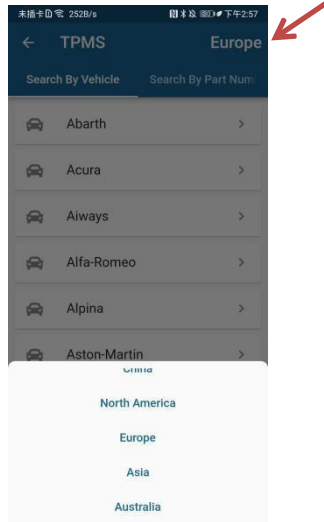 未插卡 252B/s 下午2:57
TPMS Europe
Search By Vehicle Search By Part Num
Abarth
Acura
Aiways
Alfa-Romeo
Alpina
Aston-Martin
China
North America
Europe
Asia
Australia